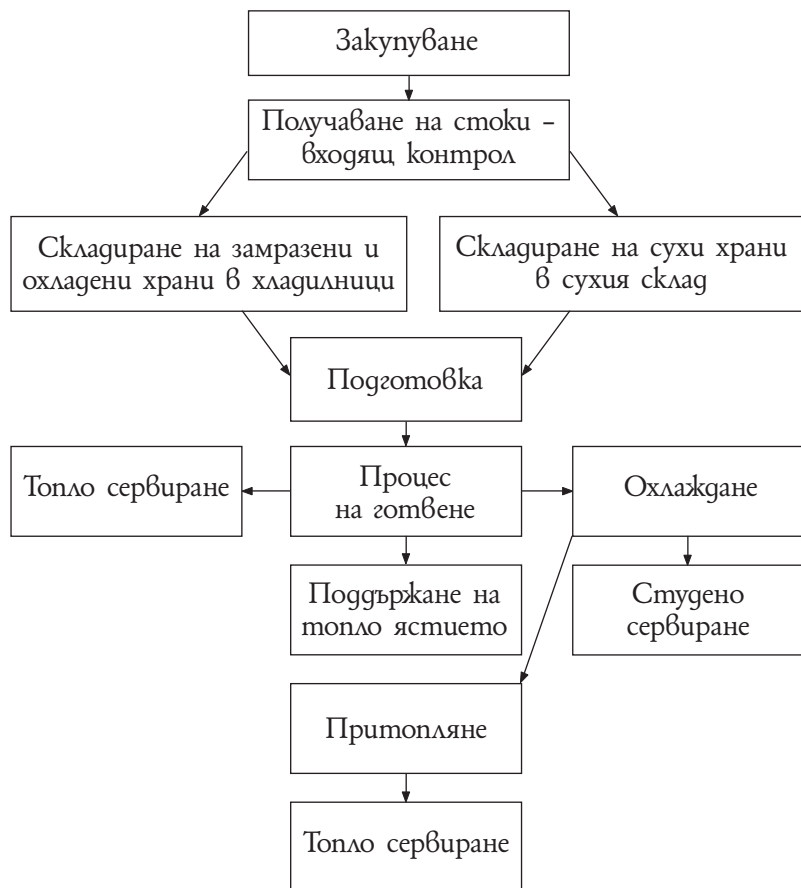 Закупуване
Получаване на стоки –
входящ контрол
Складиране на замразени и
охладени храни в хладилници
Складиране на сухи храни
в сухия склад
Подготовка
Топло сервиране
Процес
на готвене
Охлаждане
Поддържане на
топло ястието
Студено
сервиране
Притопляне
Топло сервиране